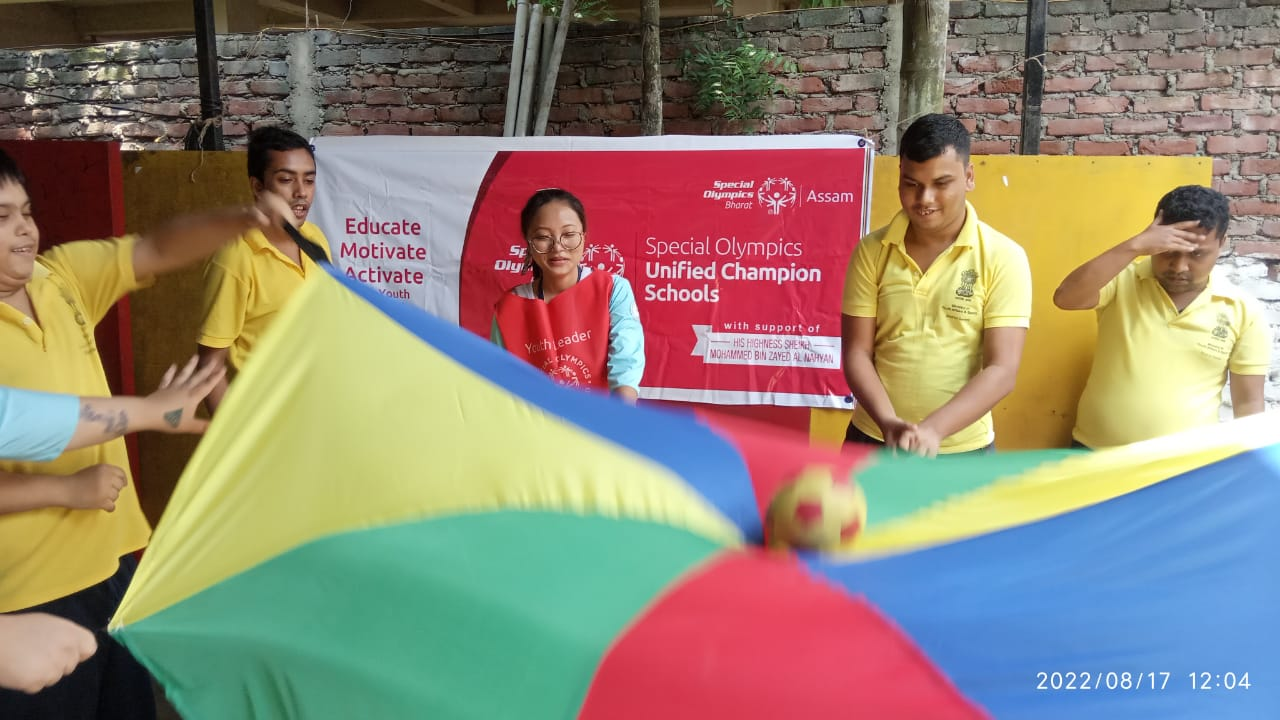 Special
Olympics
Bharat
Assam
Educate
Motivate
Activate
Youth
Special Olympics
Unified Champion
Schools
with support of
HIS HIGHNESS SHEIKH
MOHAMMED BIN ZAYED AL NAHYAN
Youth Leader
OLYMPICS
2022/08/17 12:04